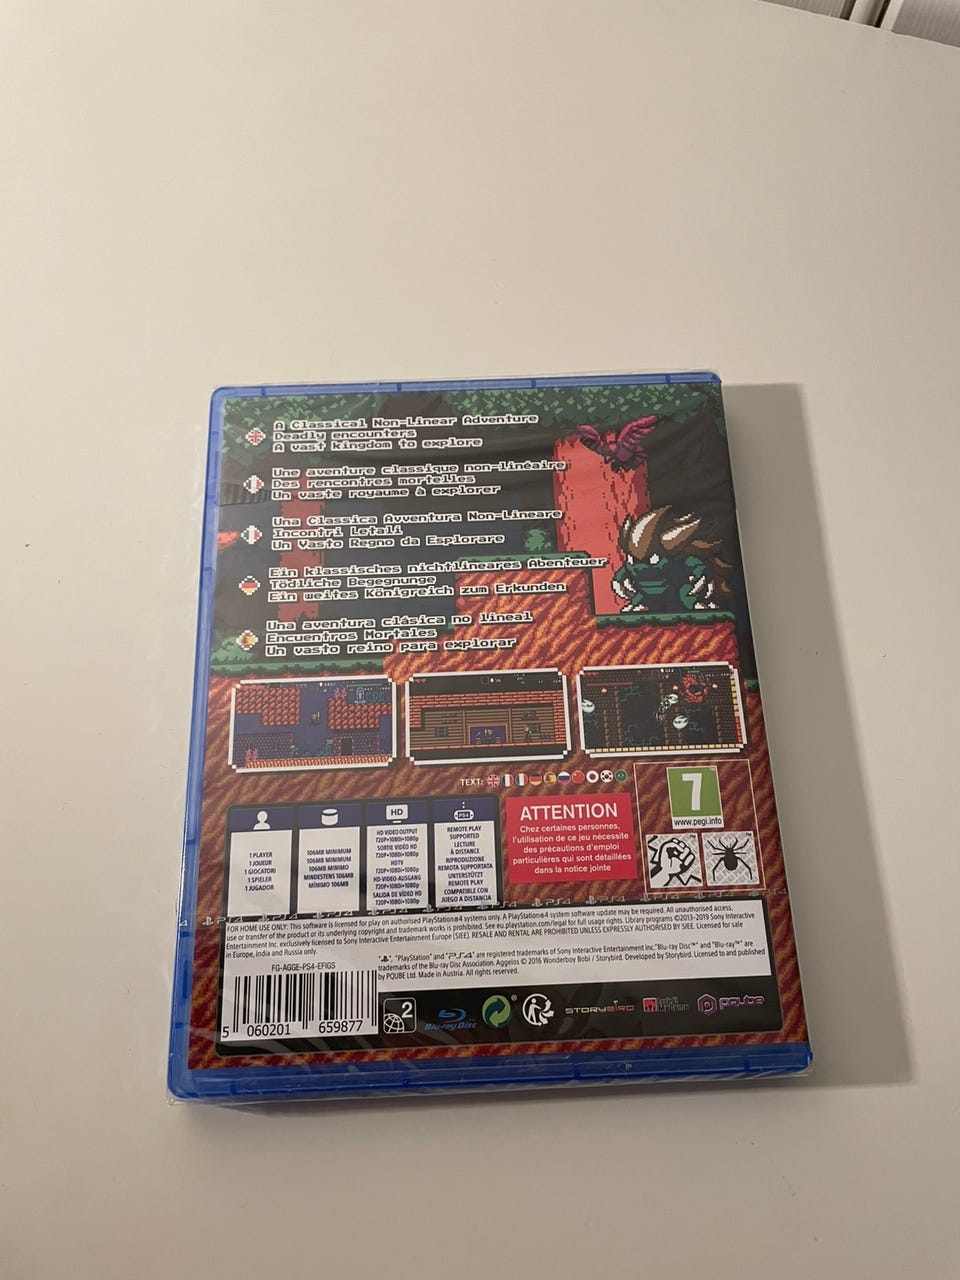 A Classical Non-Linear Adventure
Deadly encounters
A vast kingdom to explore
Une aventure classique non-linéaire
Des rencontres mortelles
Un vaste royaume à explorer
Una Classica Avventura Non-Lineare
Incontri Letali
Un Vasto Regno da Esplorare
Ein klassisches nichtlineares Abenteuer
Tödliche Begegnunge
Ein weites Königreich zum Erkunden
Una aventura clásica no lineal
Encuentros Mortales
Un vasto reino para explorar
TEXT:
1 PLAYER
1 JOUEUR
1 GIOCATORI
1 SPIELER
1 JUGADOR
106MB MINIMUM
106MB MINIMUM
106MB MINIMO
MINDESTENS 106MB
MÍNIMO 106MB
HD
HD VIDEO OUTPUT
720P•1080i•1080p
SORTIE VIDÉO HD
720P•1080i•1080p
HDTV
720P•1080i•1080p
HD-VIDEO-AUSGANG
720P•1080i•1080p
SALIDA DE VÍDEO HD
720P•1080i•1080p
PS4
REMOTE PLAY
SUPPORTED
LECTURE
À DISTANCE
RIPRODUZIONE
REMOTA SUPPORTATA
UNTERSTÜTZT
REMOTE PLAY
COMPATIBLE CON
JUEGO A DISTANCIA
ATTENTION
Chez certaines personnes,
l'utilisation de ce jeu nécessite
des précautions d'emploi
particulières qui sont détaillées
dans la notice jointe
7
www.pegi.info
PS4 PS4 PS4 PS4 PS4 PS4 PS4 PS4 PS4 PS4
FOR HOME USE ONLY: This software is licensed for play on authorised PlayStation®4 systems only. A PlayStation®4 system software update may be required. All unauthorised access,
use or transfer of the product or its underlying copyright and trademark works is prohibited. See eu.playstation.com/legal for full usage rights. Library programs ©2013-2019 Sony Interactive
Entertainment Inc. exclusively licensed to Sony Interactive Entertainment Europe (SIEE). RESALE AND RENTAL ARE PROHIBITED UNLESS EXPRESSLY AUTHORISED BY SIEE. Licensed for sale
in Europe, India and Russia only.
"PlayStation" and "PS4" are registered trademarks of Sony Interactive Entertainment Inc. "Blu-ray Disc™" and "Blu-ray™" are
trademarks of the Blu-ray Disc Association. Aggelos © 2016 Wonderboy Bobi / Storybird. Developed by Storybird. Licensed to and published
by PQUBE Ltd. Made in Austria. All rights reserved.
FG-AGGE-PS4-EFIGS
5 060201 659877
2
Blu-ray Disc
STORYBIRD
PQube